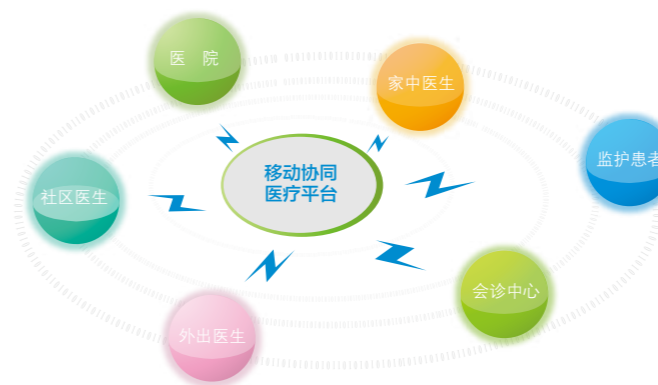 医 院
家中医生
监护患者
移动协同
医疗平台
社区医生
会诊中心
外出医生